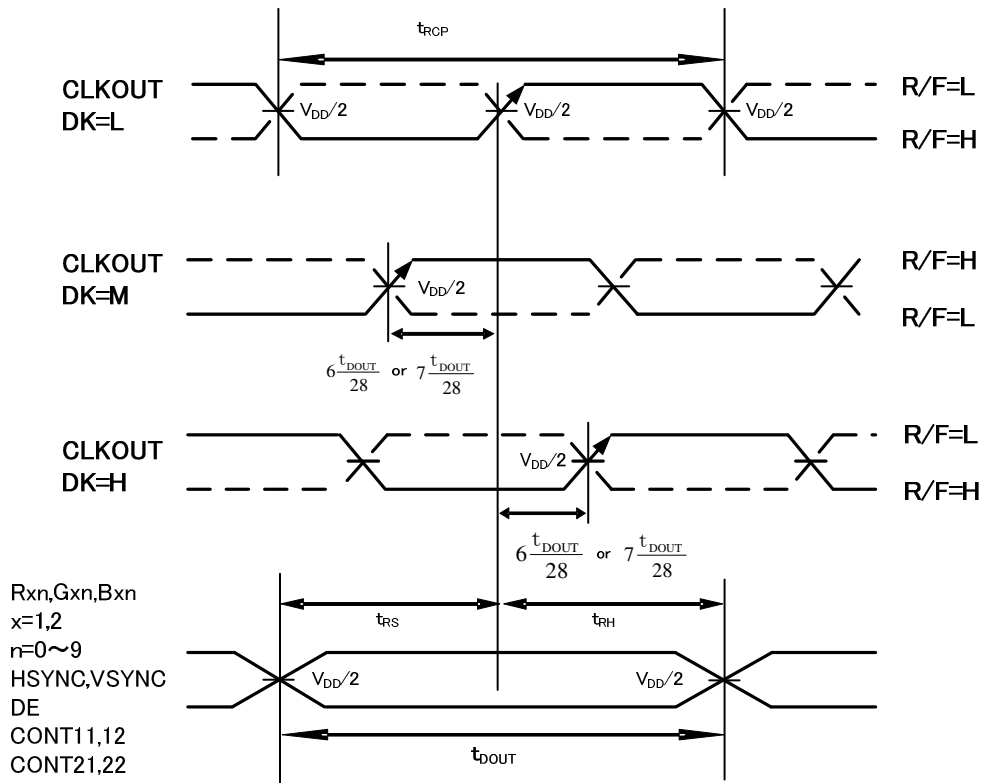 tRCP
CLKOUT
DK=L
VDD/2
VDD/2
VDD/2
R/F=L
R/F=H
CLKOUT
DK=M
VDD/2
R/F=H
R/F=L
6 tDOUT/28 or 7 tDOUT/28
CLKOUT
DK=H
VDD/2
R/F=L
R/F=H
6 tDOUT/28 or 7 tDOUT/28
Rxn,Gxn,Bxn
x=1,2
n=0～9
HSYNC,VSYNC
DE
CONT11,12
CONT21,22
tRS
tRH
VDD/2
VDD/2
tDOUT